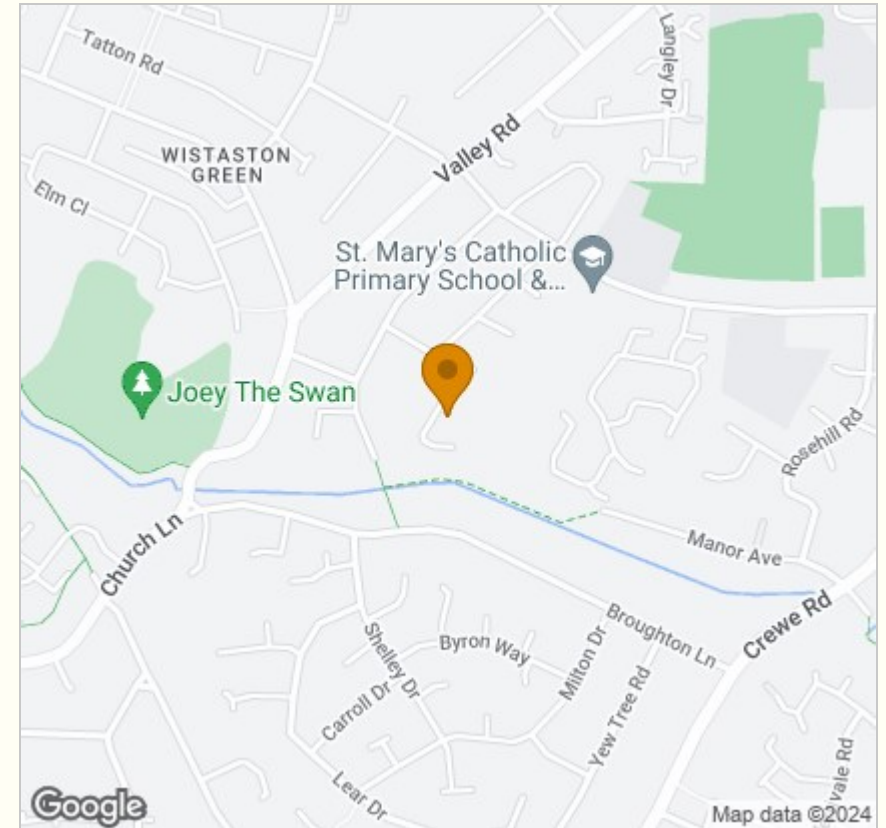 Tatton Rd
Langley Dr
WISTASTON
GREEN
Valley Rd
Elm Cl
St. Mary's Catholic
Primary School &...
Joey The Swan
Rosehill Rd
Church Ln
Manor Ave
Crewe Rd
Broughton Ln
Shelley Dr
Byron Way
Milton Dr
Carroll Dr
Yew Tree Rd
Lear Dr
vale Rd
Google
Map data ©2024